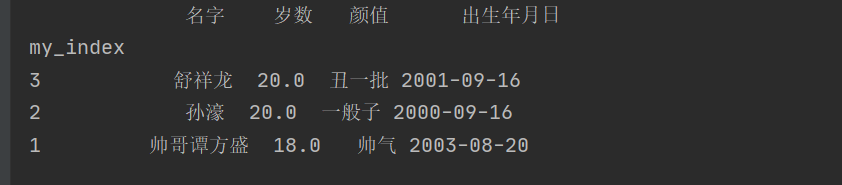 名字 岁数 颜值 出生年月日
my_index
3 舒祥龙 20.0 丑一批 2001-09-16
2 孙濠 20.0 一般子 2000-09-16
1 帅哥谭方盛 18.0 帅气 2003-08-20